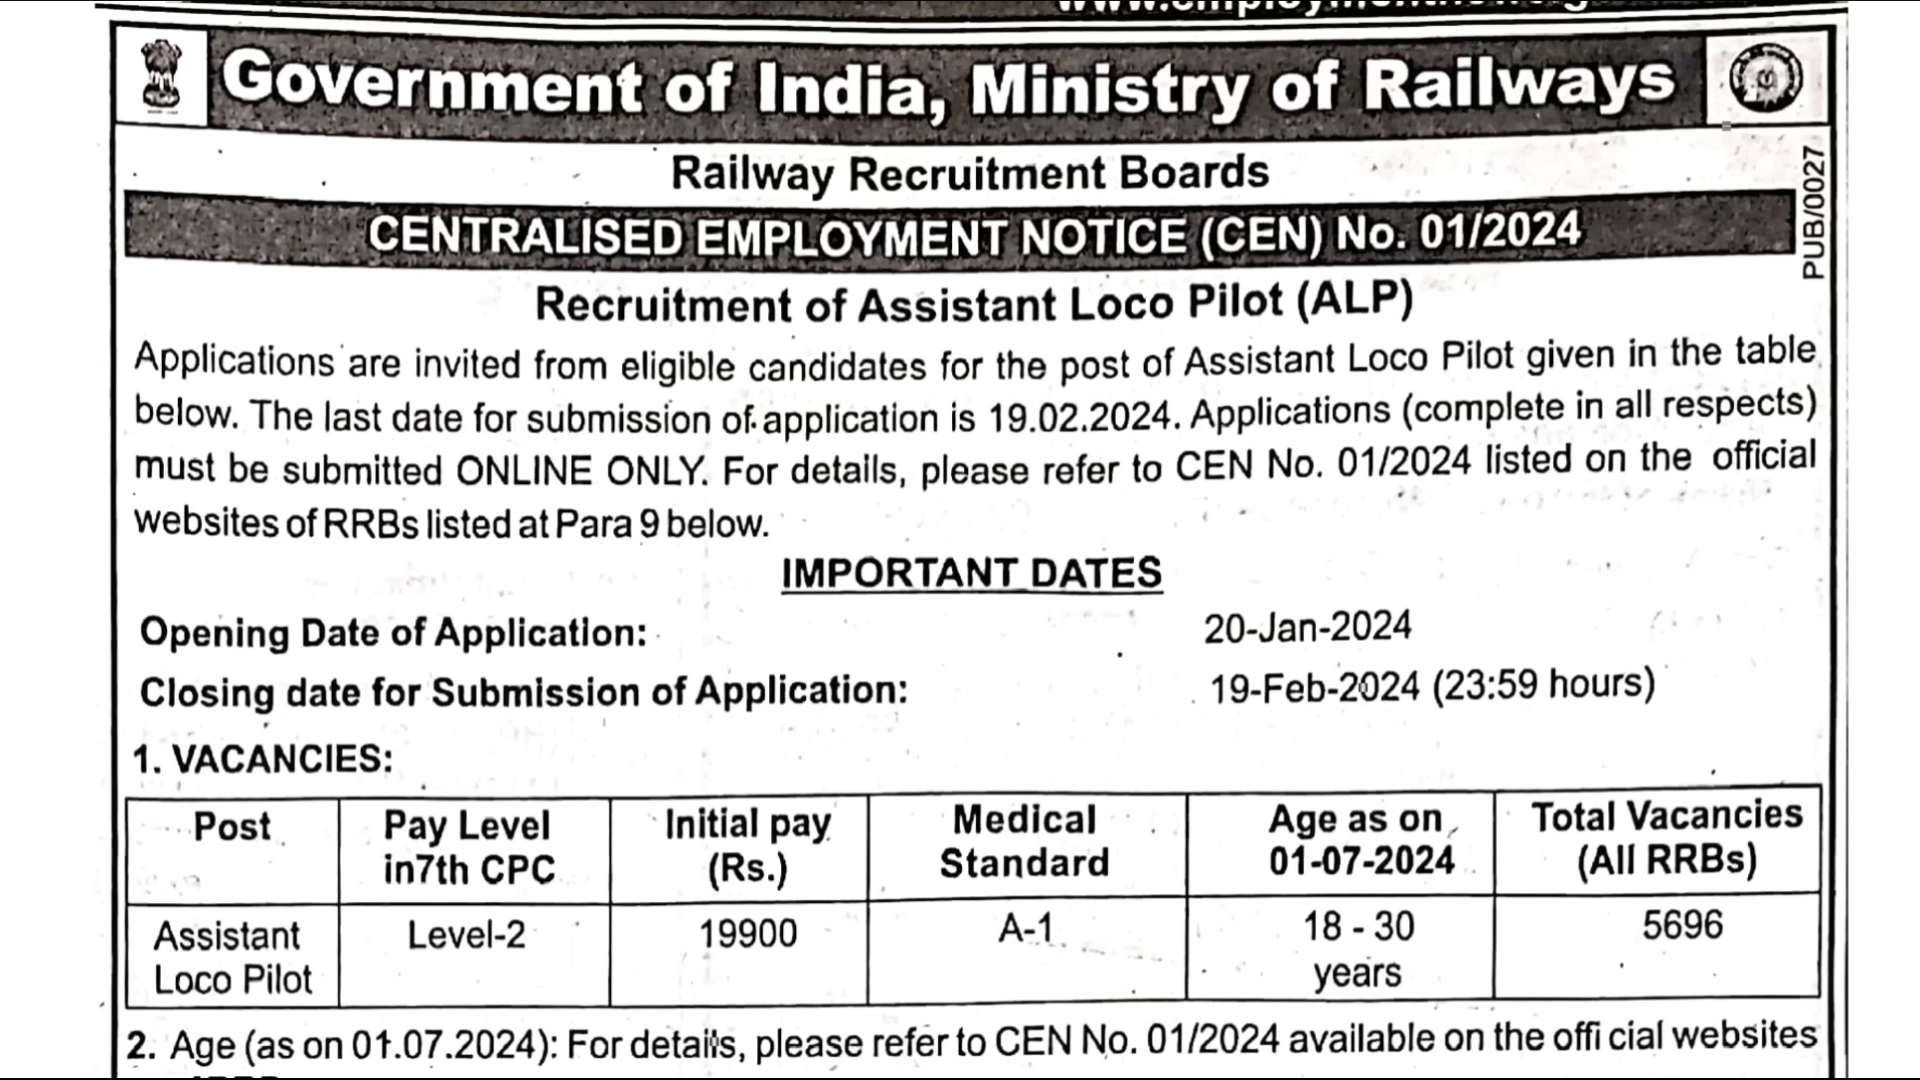 Government of India, Ministry of Railways
Railway Recruitment Boards
PUB/0027
CENTRALISED EMPLOYMENT NOTICE (CEN) No. 01/2024
Recruitment of Assistant Loco Pilot (ALP)
Applications are invited from eligible candidates for the post of Assistant Loco Pilot given in the table
below. The last date for submission of application is 19.02.2024. Applications (complete in all respects)
must be submitted ONLINE ONLY. For details, please refer to CEN No. 01/2024 listed on the official
websites of RRBs listed at Para 9 below.
IMPORTANT DATES
Opening Date of Application: 20-Jan-2024
Closing date for Submission of Application: 19-Feb-2024 (23:59 hours)
1. VACANCIES:
Post Pay Level in7th CPC Initial pay (Rs.) Medical Standard Age as on 01-07-2024 Total Vacancies (All RRBs)
Assistant Loco Pilot Level-2 19900 A-1 18 - 30 years 5696
2. Age (as on 01.07.2024): For details, please refer to CEN No. 01/2024 available on the offi cial websites